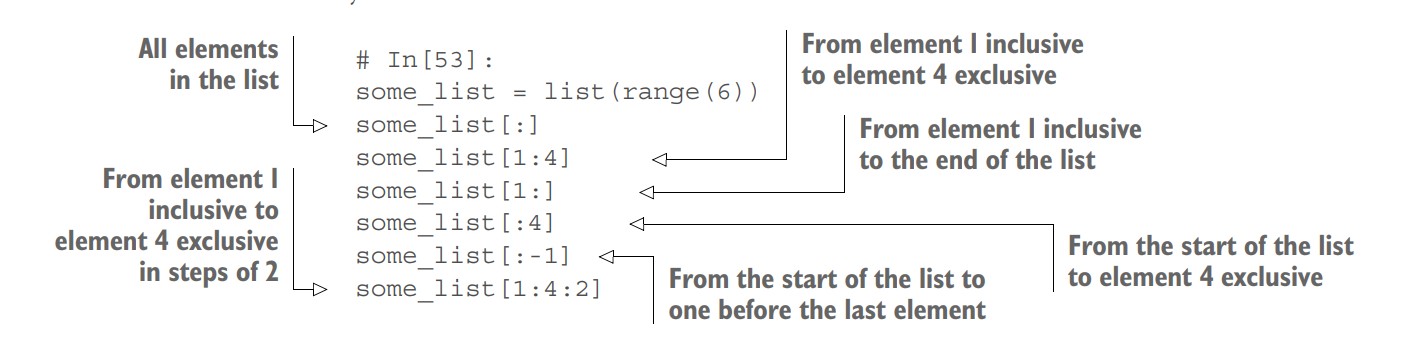 All elements
in the list
# In[53]:
some_list = list(range(6))
some_list[:]
some_list[1:4]
some_list[1:]
some_list[:4]
some_list[:-1]
some_list[1:4:2]
From element 1 inclusive
to element 4 exclusive
From element 1 inclusive
to the end of the list
From element 1
inclusive to
element 4 exclusive
in steps of 2
From the start of the list
to element 4 exclusive
From the start of the list to
one before the last element